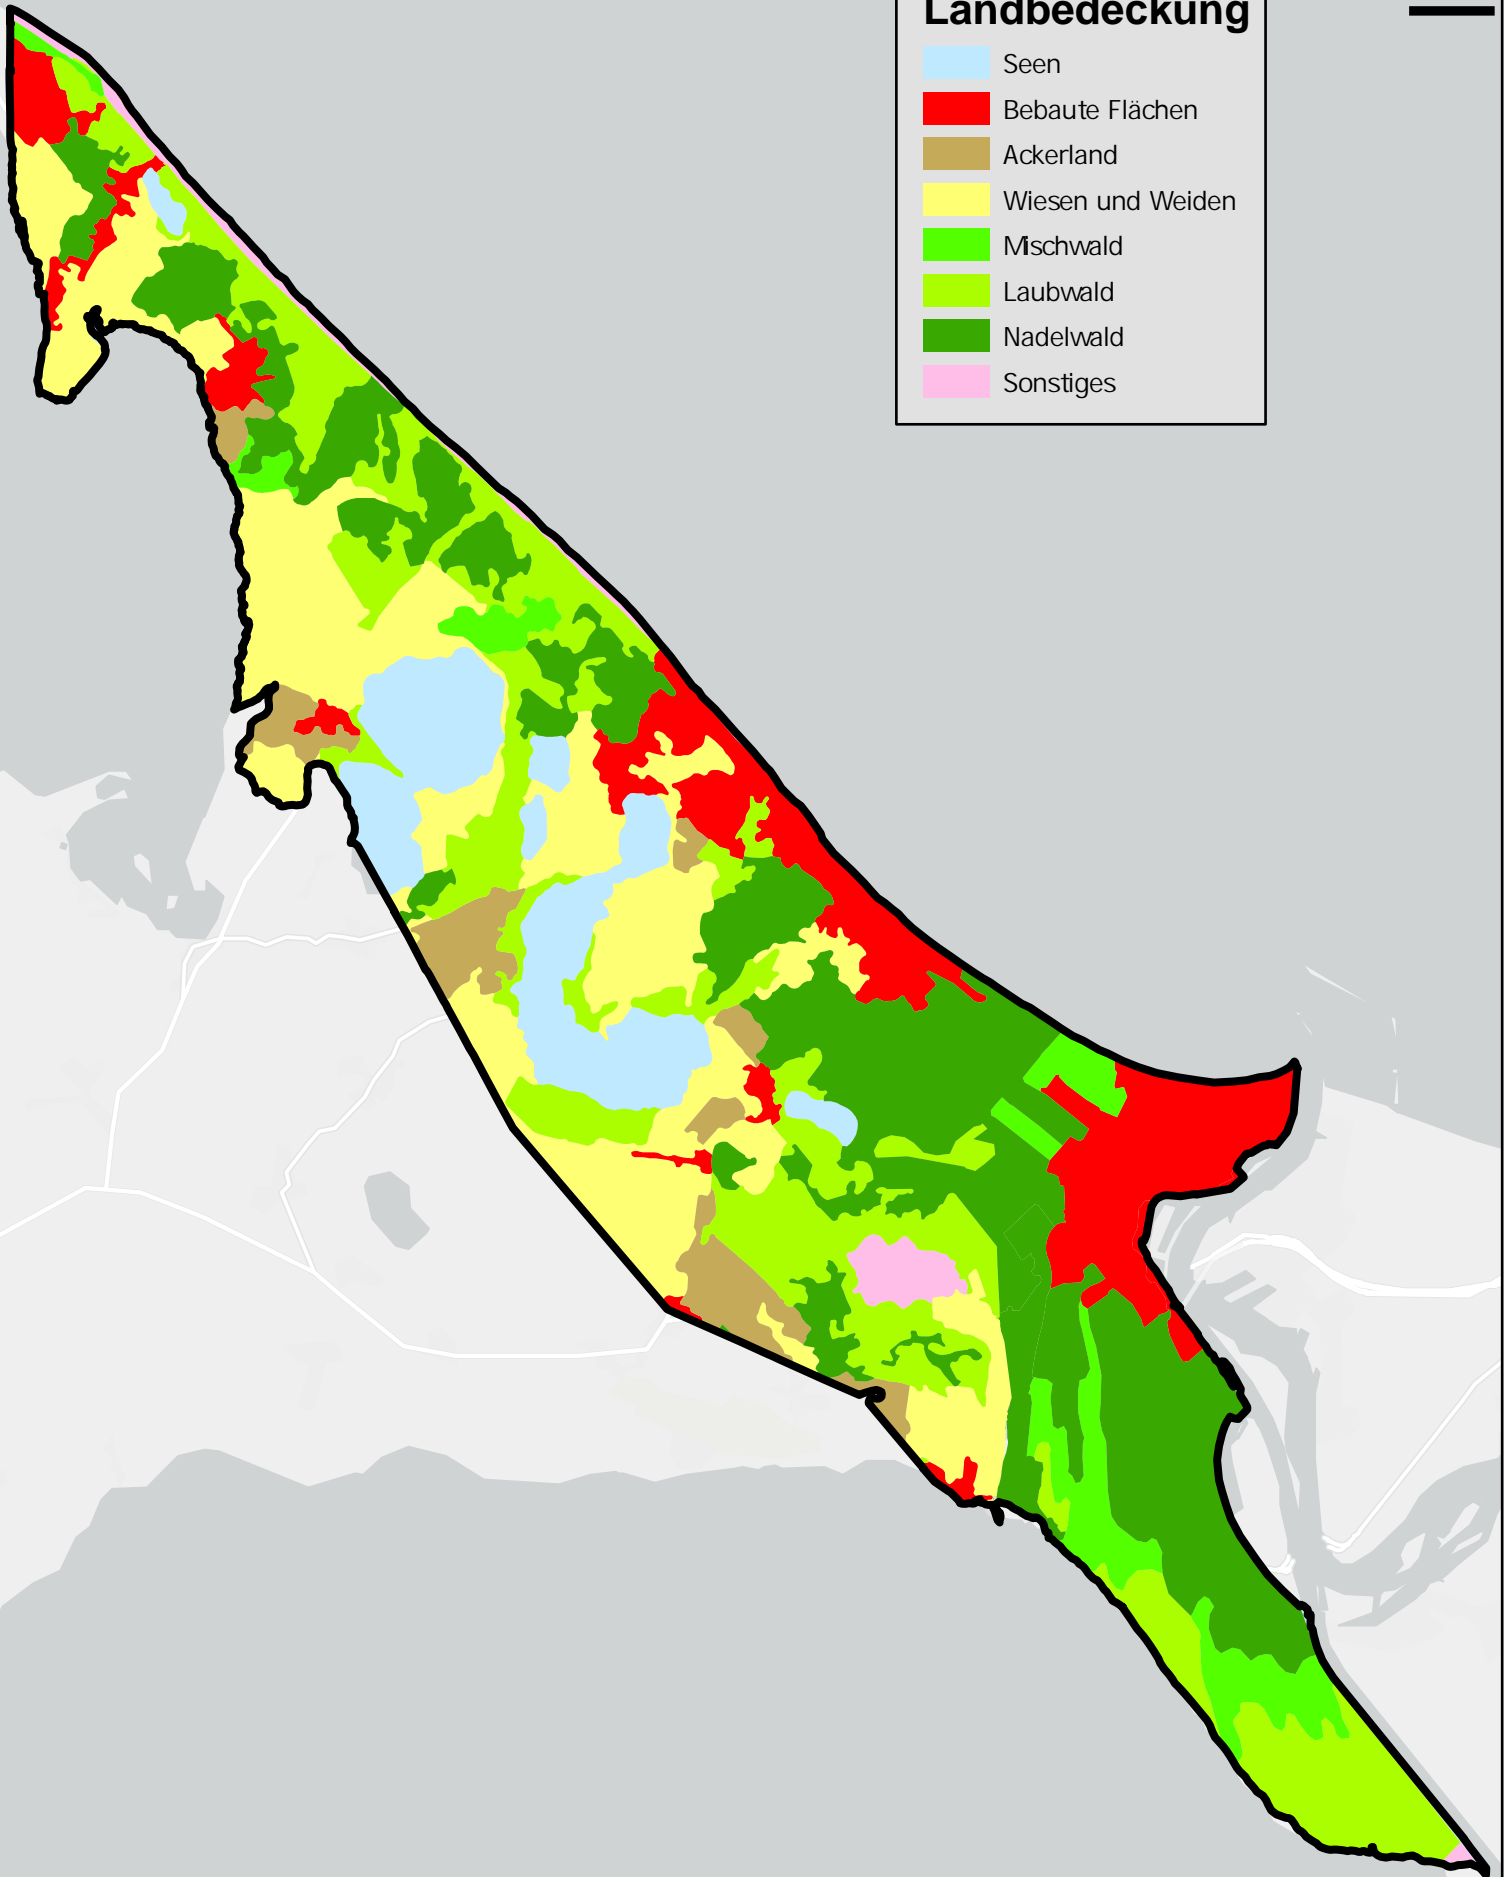 Landbedeckung
Seen
Bebaute Flächen
Ackerland
Wiesen und Weiden
Mischwald
Laubwald
Nadelwald
Sonstiges